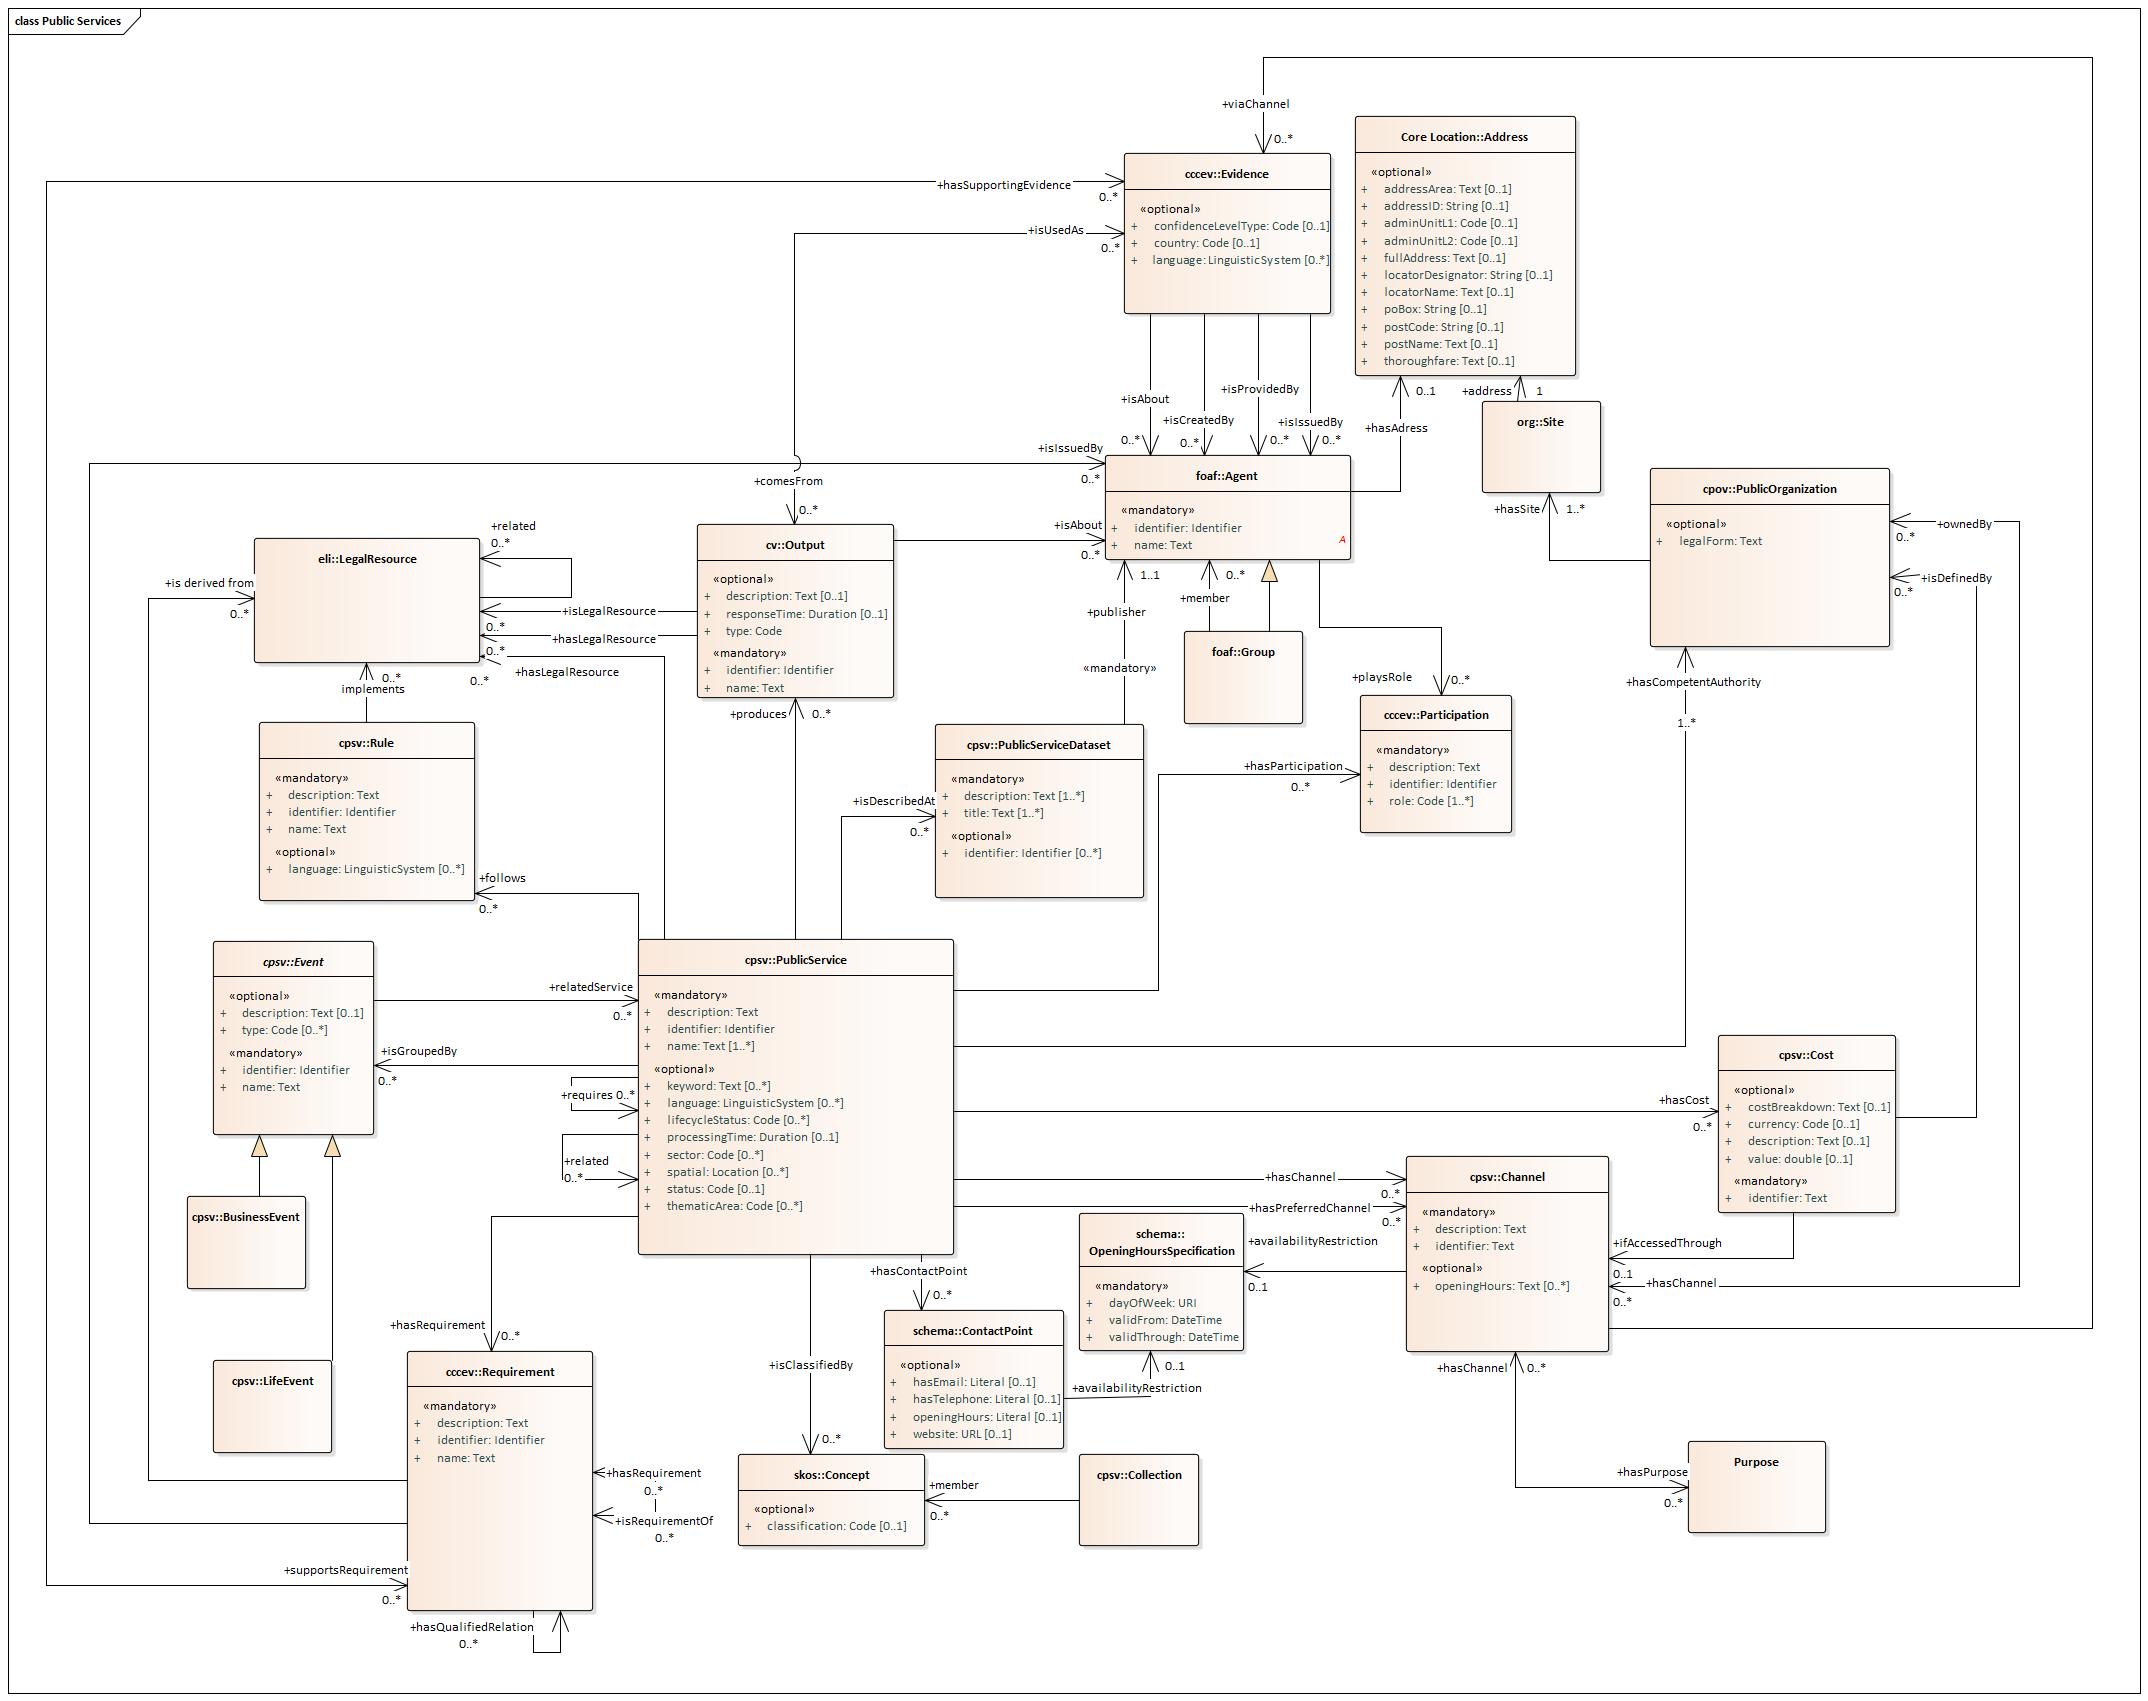 class Public Services
+viaChannel
0..*
cccev::Evidence
«optional»
+ confidenceLevelType: Code [0..1]
+ country: Code [0..1]
+ language: LinguisticSystem [0..*]
+hasSupportingEvidence
0..*
+isUsedAs
0..*
Core Location::Address
«optional»
+ addressArea: Text [0..1]
+ addressID: String [0..1]
+ adminUnitL1: Code [0..1]
+ adminUnitL2: Code [0..1]
+ fullAddress: Text [0..1]
+ locatorDesignator: String [0..1]
+ locatorName: Text [0..1]
+ poBox: String [0..1]
+ postCode: String [0..1]
+ postName: Text [0..1]
+ thoroughfare: Text [0..1]
+isAbout
0..*
+isCreatedBy
0..*
+isProvidedBy
0..*
+isIssuedBy
0..*
0..1
+hasAdress
+address
1
org::Site
+hasSite
1..*
+isIssuedBy
0..*
foaf::Agent
«mandatory»
+ identifier: Identifier
+ name: Text
A
cpov::PublicOrganization
«optional»
+ legalForm: Text
+ownedBy
0..*
+isDefinedBy
0..*
+comesFrom
0..*
+isAbout
0..*
cv::Output
«optional»
+ description: Text [0..1]
+ responseTime: Duration [0..1]
+ type: Code
«mandatory»
+ identifier: Identifier
+ name: Text
+related
0..*
eli::LegalResource
+is derived from
0..*
+isLegalResource
0..*
+hasLegalResource
0..*
+hasLegalResource
0..*
0..*
implements
1..1
+publisher
«mandatory»
0..*
+member
foaf::Group
+playsRole
0..*
+hasCompetentAuthority
1..*
+produces
0..*
cpsv::Rule
«mandatory»
+ description: Text
+ identifier: Identifier
+ name: Text
«optional»
+ language: LinguisticSystem [0..*]
cpsv::PublicServiceDataset
«mandatory»
+ description: Text [1..*]
+ title: Text [1..*]
«optional»
+ identifier: Identifier [0..*]
+isDescribedAt
0..*
cccev::Participation
«mandatory»
+ description: Text
+ identifier: Identifier
+ role: Code [1..*]
+hasParticipation
0..*
+follows
0..*
cpsv::Event
«optional»
+ description: Text [0..1]
+ type: Code [0..*]
«mandatory»
+ identifier: Identifier
+ name: Text
+relatedService
0..*
+isGroupedBy
0..*
+requires 0..*
+related
0..*
cpsv::PublicService
«mandatory»
+ description: Text
+ identifier: Identifier
+ name: Text [1..*]
«optional»
+ keyword: Text [0..*]
+ language: LinguisticSystem [0..*]
+ lifecycleStatus: Code [0..*]
+ processingTime: Duration [0..1]
+ sector: Code [0..*]
+ spatial: Location [0..*]
+ status: Code [0..1]
+ thematicArea: Code [0..*]
+hasCost
0..*
cpsv::Cost
«optional»
+ costBreakdown: Text [0..1]
+ currency: Code [0..1]
+ description: Text [0..1]
+ value: double [0..1]
«mandatory»
+ identifier: Text
+hasChannel
0..*
+hasPreferredChannel
0..*
cpsv::Channel
«mandatory»
+ description: Text
+ identifier: Text
«optional»
+ openingHours: Text [0..*]
+ifAccessedThrough
0..1
+hasChannel
0..*
+availabilityRestriction
0..1
schema::
OpeningHoursSpecification
«mandatory»
+ dayOfWeek: URI
+ validFrom: DateTime
+ validThrough: DateTime
cpsv::BusinessEvent
cpsv::LifeEvent
+hasContactPoint
0..*
schema::ContactPoint
«optional»
+ hasEmail: Literal [0..1]
+ hasTelephone: Literal [0..1]
+ openingHours: Literal [0..1]
+ website: URL [0..1]
0..1
+availabilityRestriction
+hasRequirement
0..*
cccev::Requirement
«mandatory»
+ description: Text
+ identifier: Identifier
+ name: Text
+isClassifiedBy
0..*
+hasChannel
0..*
+hasRequirement
0..*
+isRequirementOf
0..*
skos::Concept
«optional»
+ classification: Code [0..1]
+member
0..*
cpsv::Collection
+hasPurpose
0..*
Purpose
+supportsRequirement
0..*
+hasQualifiedRelation
0..*